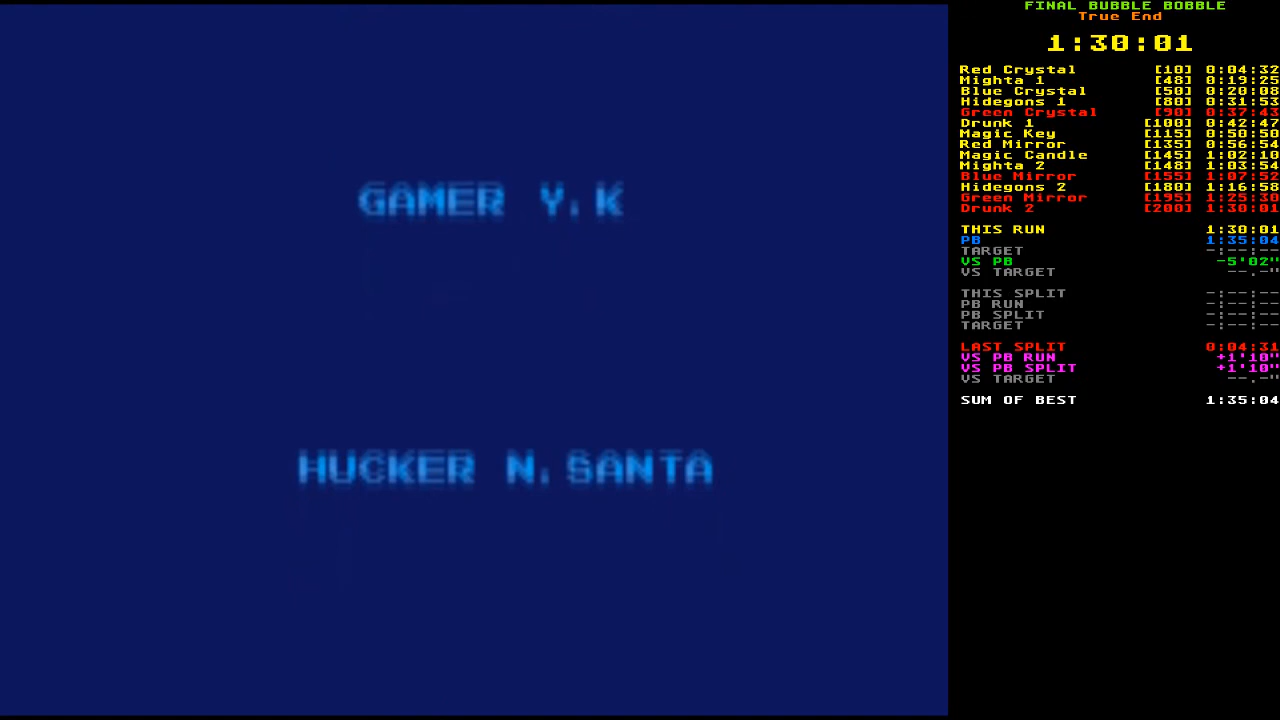 GAMER Y.K
HUCKER N.SANTA
FINAL BUBBLE BOBBLE
True End
1:30:01
Red Crystal [10] 0:04:32
Mighta 1 [48] 0:19:25
Blue Crystal [50] 0:20:08
Hidegons 1 [80] 0:31:53
Green Crystal [90] 0:37:43
Drunk 1 [100] 0:42:47
Magic Key [115] 0:50:50
Red Mirror [135] 0:56:54
Magic Candle [145] 1:02:10
Mighta 2 [148] 1:03:54
Blue Mirror [155] 1:07:52
Hidegons 2 [180] 1:16:58
Green Mirror [195] 1:25:30
Drunk 2 [200] 1:30:01
THIS RUN 1:30:01
PB 1:35:04
TARGET -:--:--
VS PB -5'02"
VS TARGET --.-"
THIS SPLIT -:--:--
PB RUN -:--:--
PB SPLIT -:--:--
TARGET -:--:--
LAST SPLIT 0:04:31
VS PB RUN +1'10"
VS PB SPLIT +1'10"
VS TARGET --.-"
SUM OF BEST 1:35:04